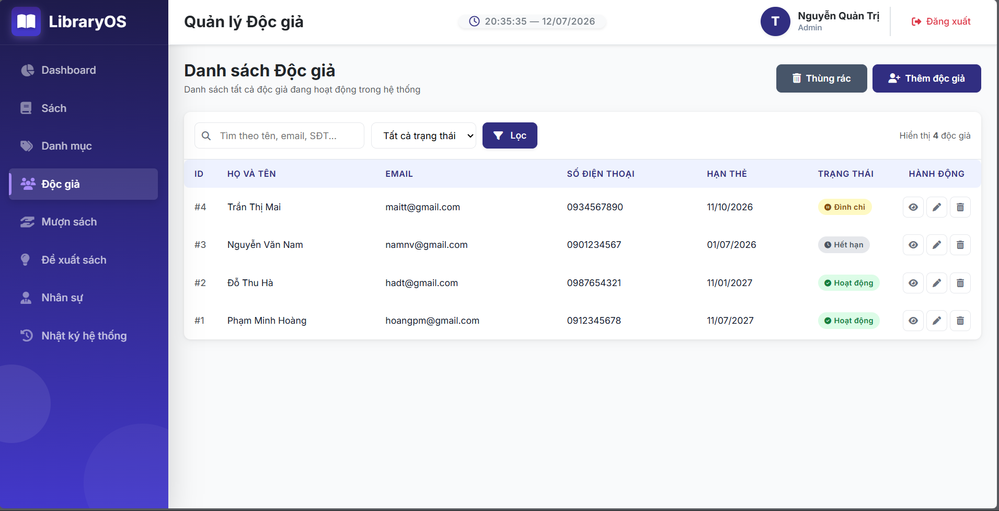 LibraryOS
Quản lý Độc giả
20:35:35 — 12/07/2026
T
Nguyễn Quản Trị
Admin
Đăng xuất
Dashboard
Sách
Danh mục
Độc giả
Mượn sách
Đề xuất sách
Nhân sự
Nhật ký hệ thống
Danh sách Độc giả
Danh sách tất cả độc giả đang hoạt động trong hệ thống
Thùng rác
Thêm độc giả
Tìm theo tên, email, SĐT...
Tất cả trạng thái
Lọc
Hiển thị 4 độc giả
ID HỌ VÀ TÊN EMAIL SỐ ĐIỆN THOẠI HẠN THẺ TRẠNG THÁI HÀNH ĐỘNG
#4 Trần Thị Mai maitt@gmail.com 0934567890 11/10/2026 Đình chỉ
#3 Nguyễn Văn Nam namnv@gmail.com 0901234567 01/07/2026 Hết hạn
#2 Đỗ Thu Hà hadt@gmail.com 0987654321 11/01/2027 Hoạt động
#1 Phạm Minh Hoàng hoangpm@gmail.com 0912345678 11/07/2027 Hoạt động